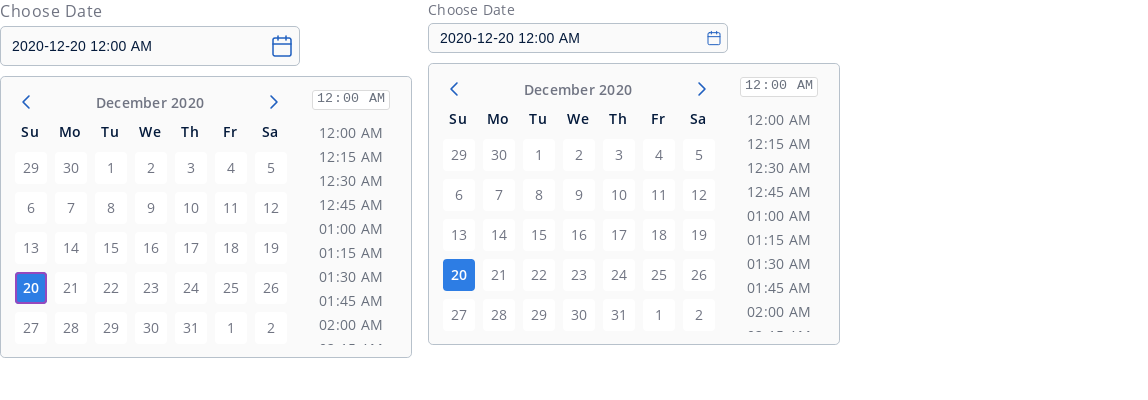 Choose Date
2020-12-20 12:00 AM
December 2020
12:00 AM
Su Mo Tu We Th Fr Sa
29 30 1 2 3 4 5
6 7 8 9 10 11 12
13 14 15 16 17 18 19
20 21 22 23 24 25 26
27 28 29 30 31 1 2
12:00 AM
12:15 AM
12:30 AM
12:45 AM
01:00 AM
01:15 AM
01:30 AM
01:45 AM
02:00 AM
Choose Date
2020-12-20 12:00 AM
December 2020
12:00 AM
Su Mo Tu We Th Fr Sa
29 30 1 2 3 4 5
6 7 8 9 10 11 12
13 14 15 16 17 18 19
20 21 22 23 24 25 26
27 28 29 30 31 1 2
12:00 AM
12:15 AM
12:30 AM
12:45 AM
01:00 AM
01:15 AM
01:30 AM
01:45 AM
02:00 AM